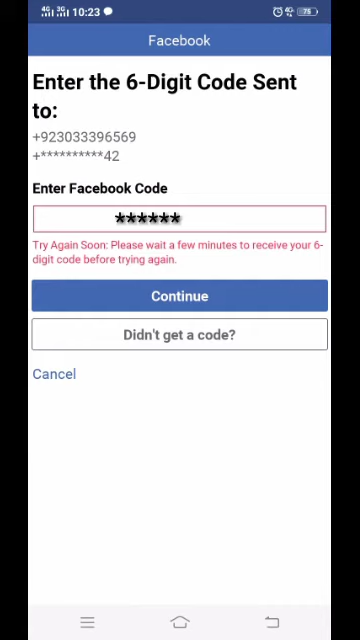 4G 3G 10:23 4G 75
Facebook
Enter the 6-Digit Code Sent
to:
+923033396569
+**********42
Enter Facebook Code
******
Try Again Soon: Please wait a few minutes to receive your 6-
digit code before trying again.
Continue
Didn't get a code?
Cancel